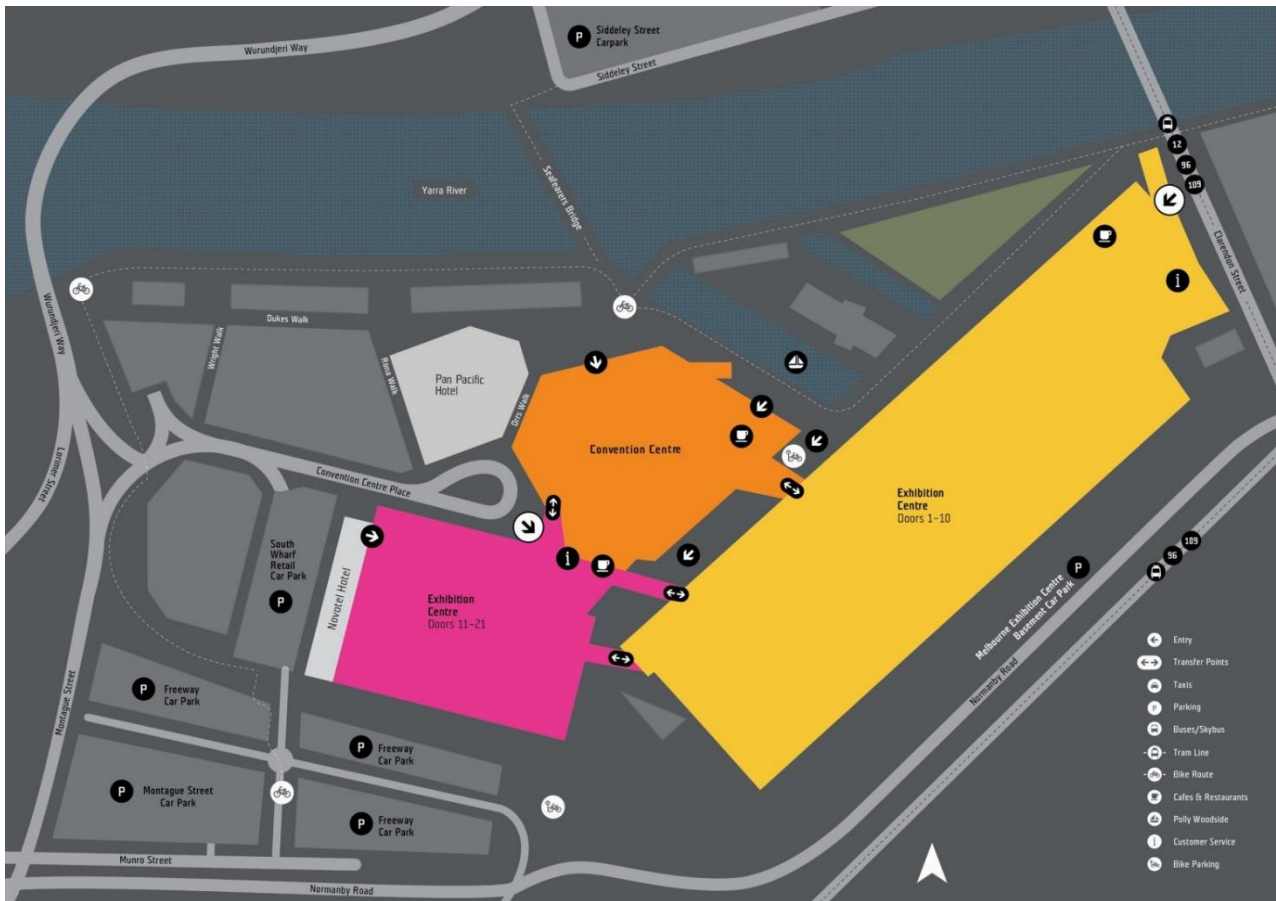 Wurundjeri Way
P
Siddeley Street
Carpark
Siddeley Street
12
96
109
Seafarers Bridge
Yarra River
Clarendon Street
i
Wurundjeri Way
Dukes Walk
Wright Walk
Rona Walk
Pan Pacific
Hotel
Orrs Walk
Convention Centre
Lorimer Street
Convention Centre Place
Exhibition
Centre
Doors 1-10
South
Wharf
Retail
Car Park
P
Novotel Hotel
i
Exhibition
Centre
Doors 11-21
109
96
P
Melbourne Exhibition Centre
Basement Car Park
Normanby Road
Montague Street
P
Freeway
Car Park
P
Freeway
Car Park
P
Montague Street
Car Park
P
Freeway
Car Park
Munro Street
Normanby Road
Entry
Transfer Points
Taxis
P
Parking
Buses/Skybus
Tram Line
Bike Route
Cafes & Restaurants
Polly Woodside
i
Customer Service
Bike Parking